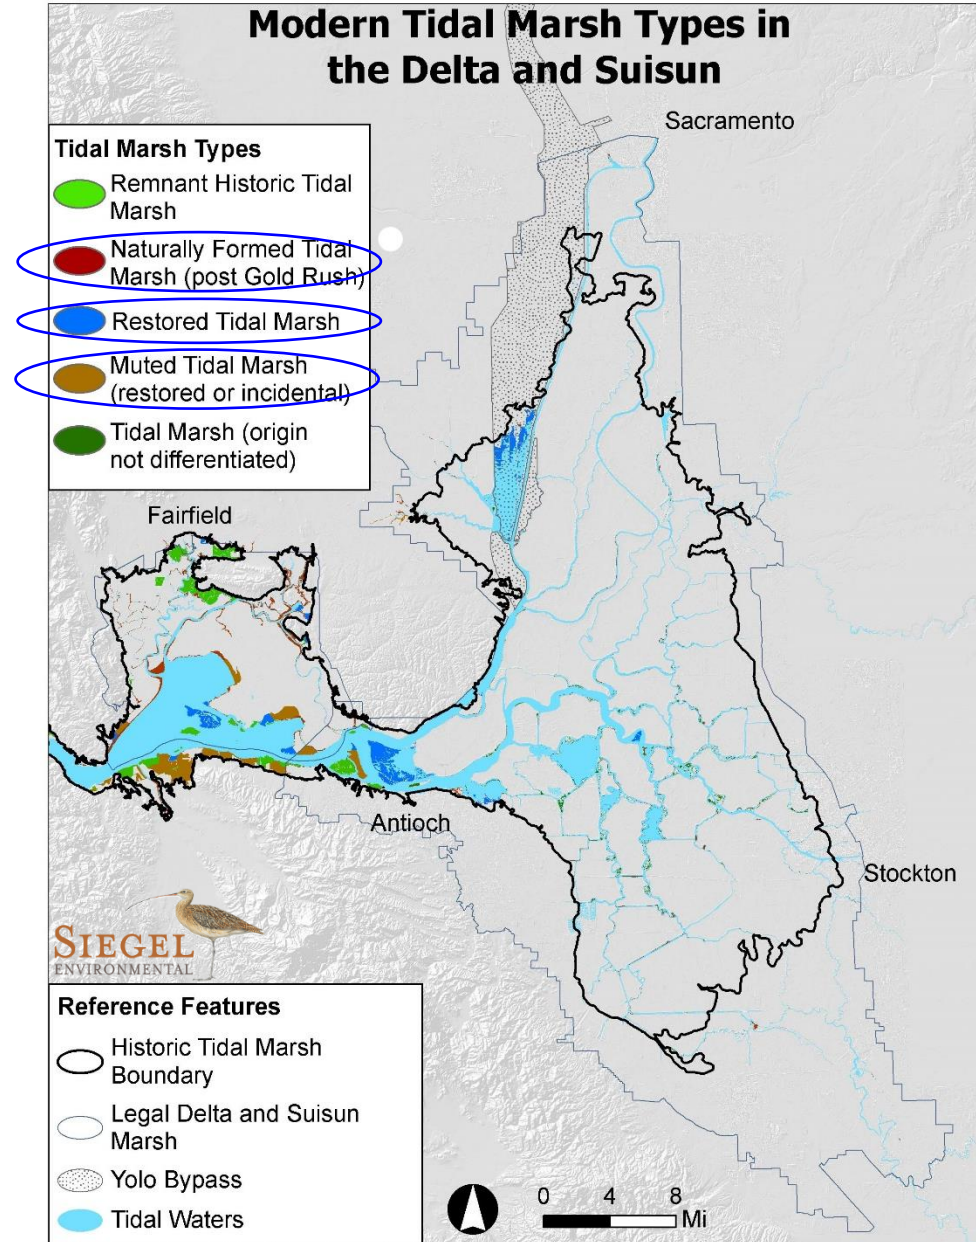 Modern Tidal Marsh Types in
the Delta and Suisun
Sacramento
Tidal Marsh Types
Remnant Historic Tidal
Marsh
Naturally Formed Tidal
Marsh (post Gold Rush)
Restored Tidal Marsh
Muted Tidal Marsh
(restored or incidental)
Tidal Marsh (origin
not differentiated)
Fairfield
Antioch
Stockton
SIEGEL
ENVIRONMENTAL
Reference Features
Historic Tidal Marsh
Boundary
Legal Delta and Suisun
Marsh
Yolo Bypass
Tidal Waters
0 4 8
Mi